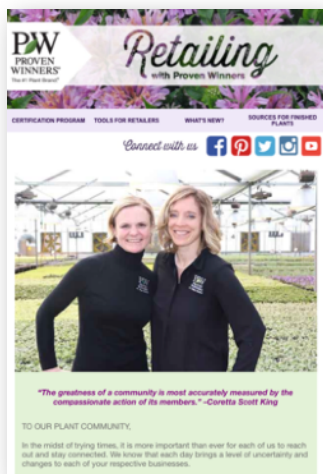 PW
PROVEN
WINNERS®
The #1 Plant Brand®
Retailing
with Proven Winners
CERTIFICATION PROGRAM TOOLS FOR RETAILERS WHAT'S NEW? SOURCES FOR FINISHED PLANTS
Connect with us
"The greatness of a community is most accurately measured by the
compassionate action of its members." –Coretta Scott King
TO OUR PLANT COMMUNITY,
In the midst of trying times, it is more important than ever for each of us to reach
out and stay connected. We know that each day brings a level of uncertainty and
changes to each of your respective businesses.